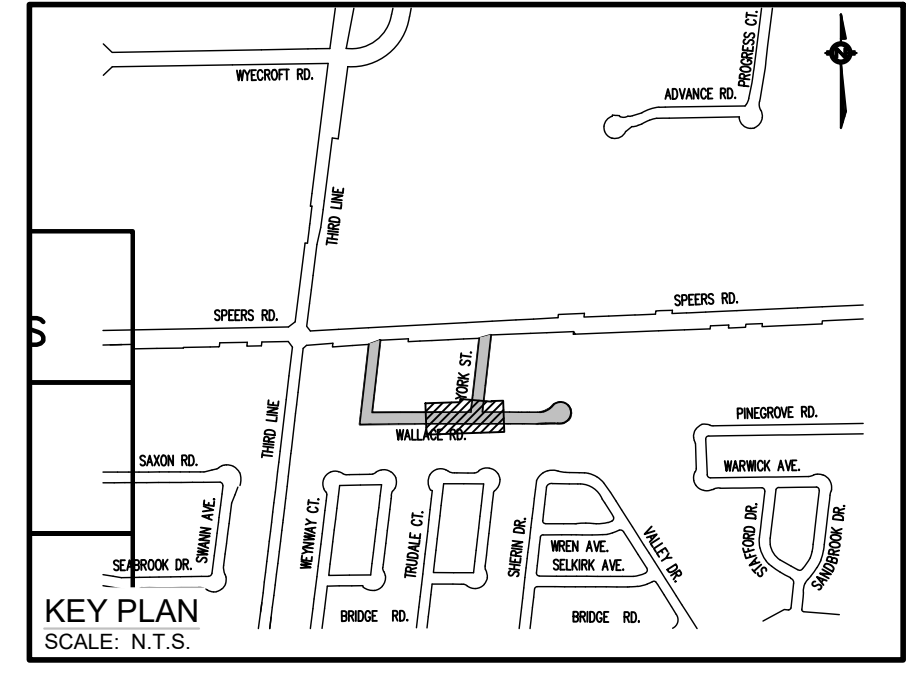 PROGRESS CT.
WYECROFT RD.
ADVANCE RD.
N
THIRD LINE
SPEERS RD.
SPEERS RD.
S
YORK ST.
WALLACE RD.
THIRD LINE
PINEGROVE RD.
SAXON RD.
WARWICK AVE.
SWANN AVE.
WEYNWAY CT.
TRUDALE CT.
SHERIN DR.
WREN AVE.
VALLEY DR.
STAFFORD DR.
SANDBROOK DR.
SEABROOK DR.
SELKIRK AVE.
BRIDGE RD.
BRIDGE RD.
KEY PLAN
SCALE: N.T.S.